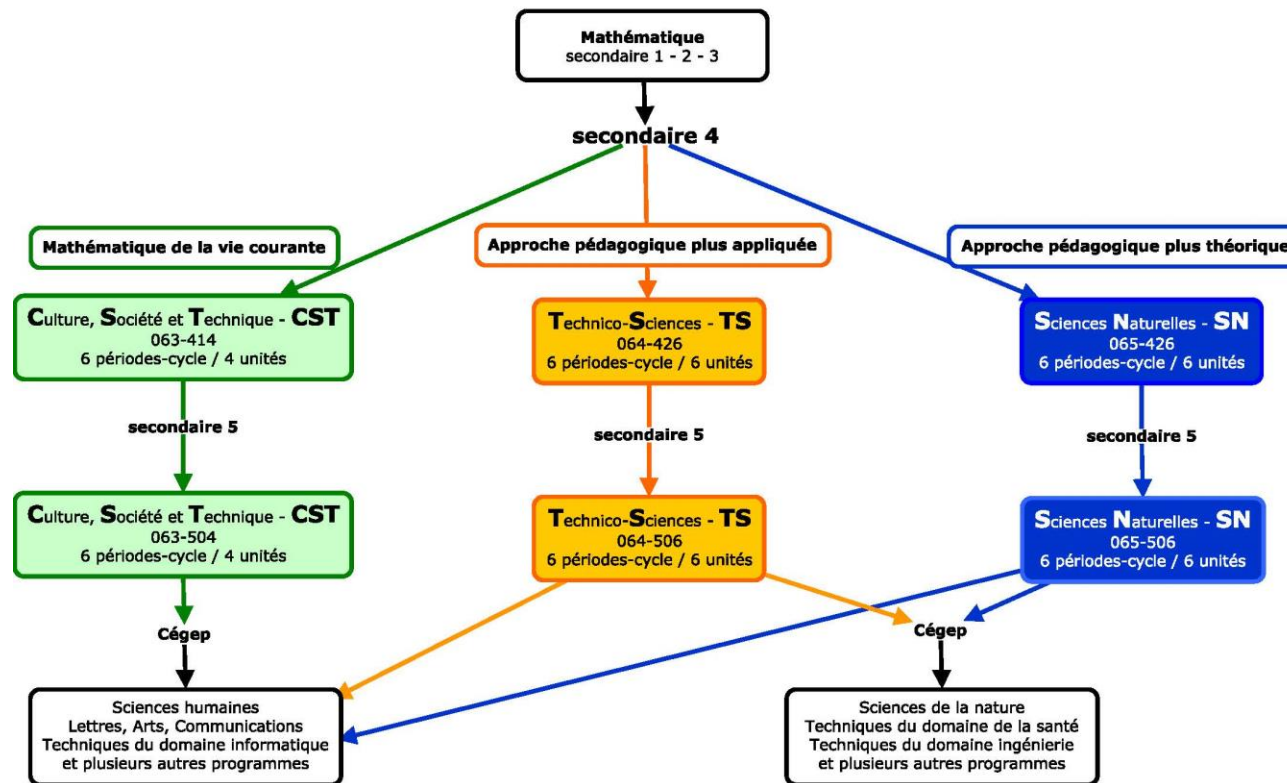 Mathématique
secondaire 1 - 2 - 3
secondaire 4
Mathématique de la vie courante
Approche pédagogique plus appliquée
Approche pédagogique plus théorique
Culture, Société et Technique - CST
063-414
6 périodes-cycle / 4 unités
Technico-Sciences - TS
064-426
6 périodes-cycle / 6 unités
Sciences Naturelles - SN
065-426
6 périodes-cycle / 6 unités
secondaire 5
secondaire 5
secondaire 5
Culture, Société et Technique - CST
063-504
6 périodes-cycle / 4 unités
Technico-Sciences - TS
064-506
6 périodes-cycle / 6 unités
Sciences Naturelles - SN
065-506
6 périodes-cycle / 6 unités
Cégep
Cégep
Sciences humaines
Lettres, Arts, Communications
Techniques du domaine informatique
et plusieurs autres programmes
Sciences de la nature
Techniques du domaine de la santé
Techniques du domaine ingénierie
et plusieurs autres programmes